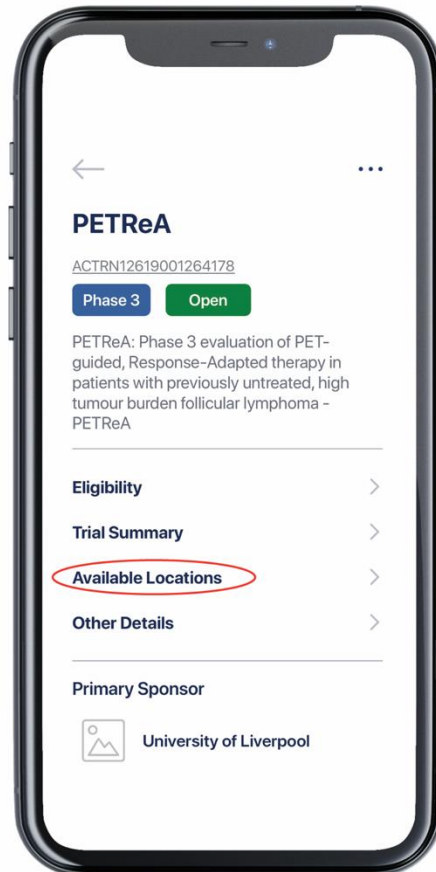 PETReA
ACTRN12619001264178
Phase 3
Open
PETReA: Phase 3 evaluation of PET-
guided, Response-Adapted therapy in
patients with previously untreated, high
tumour burden follicular lymphoma -
PETReA
Eligibility
Trial Summary
Available Locations
Other Details
Primary Sponsor
University of Liverpool